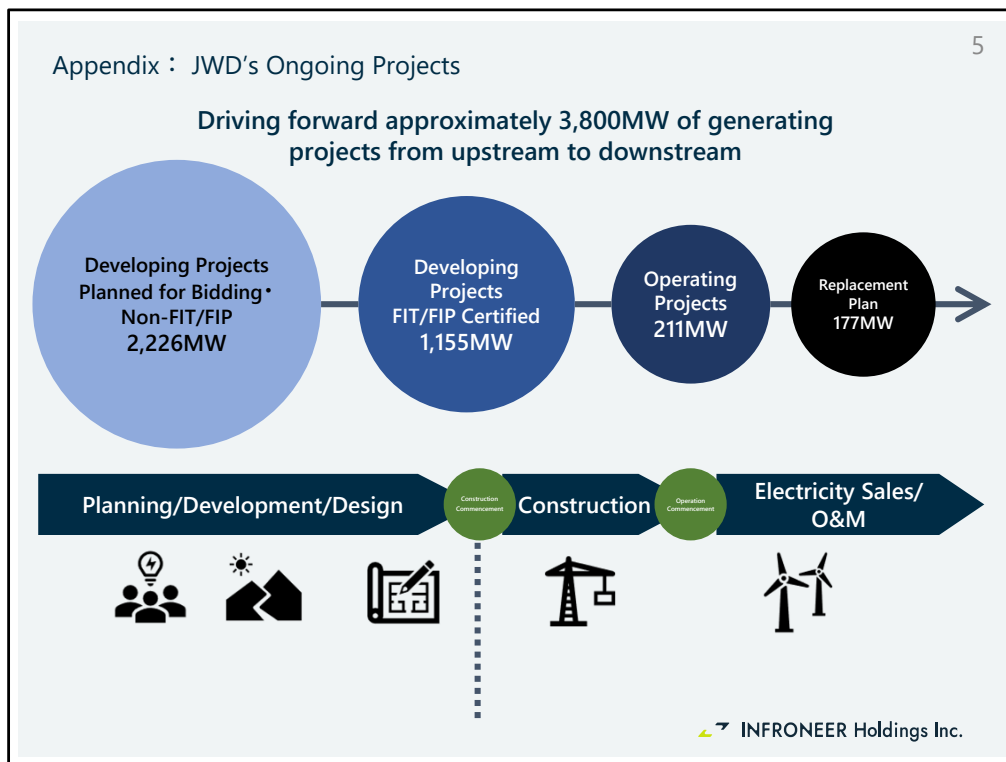 5
Appendix： JWD's Ongoing Projects
Driving forward approximately 3,800MW of generating
projects from upstream to downstream
Developing Projects
Planned for Bidding・
Non-FIT/FIP
2,226MW
Developing
Projects
FIT/FIP Certified
1,155MW
Operating
Projects
211MW
Replacement
Plan
177MW
Planning/Development/Design
Construction
Commencement
Construction
Operation
Commencement
Electricity Sales/
O&M
INFRONEER Holdings Inc.